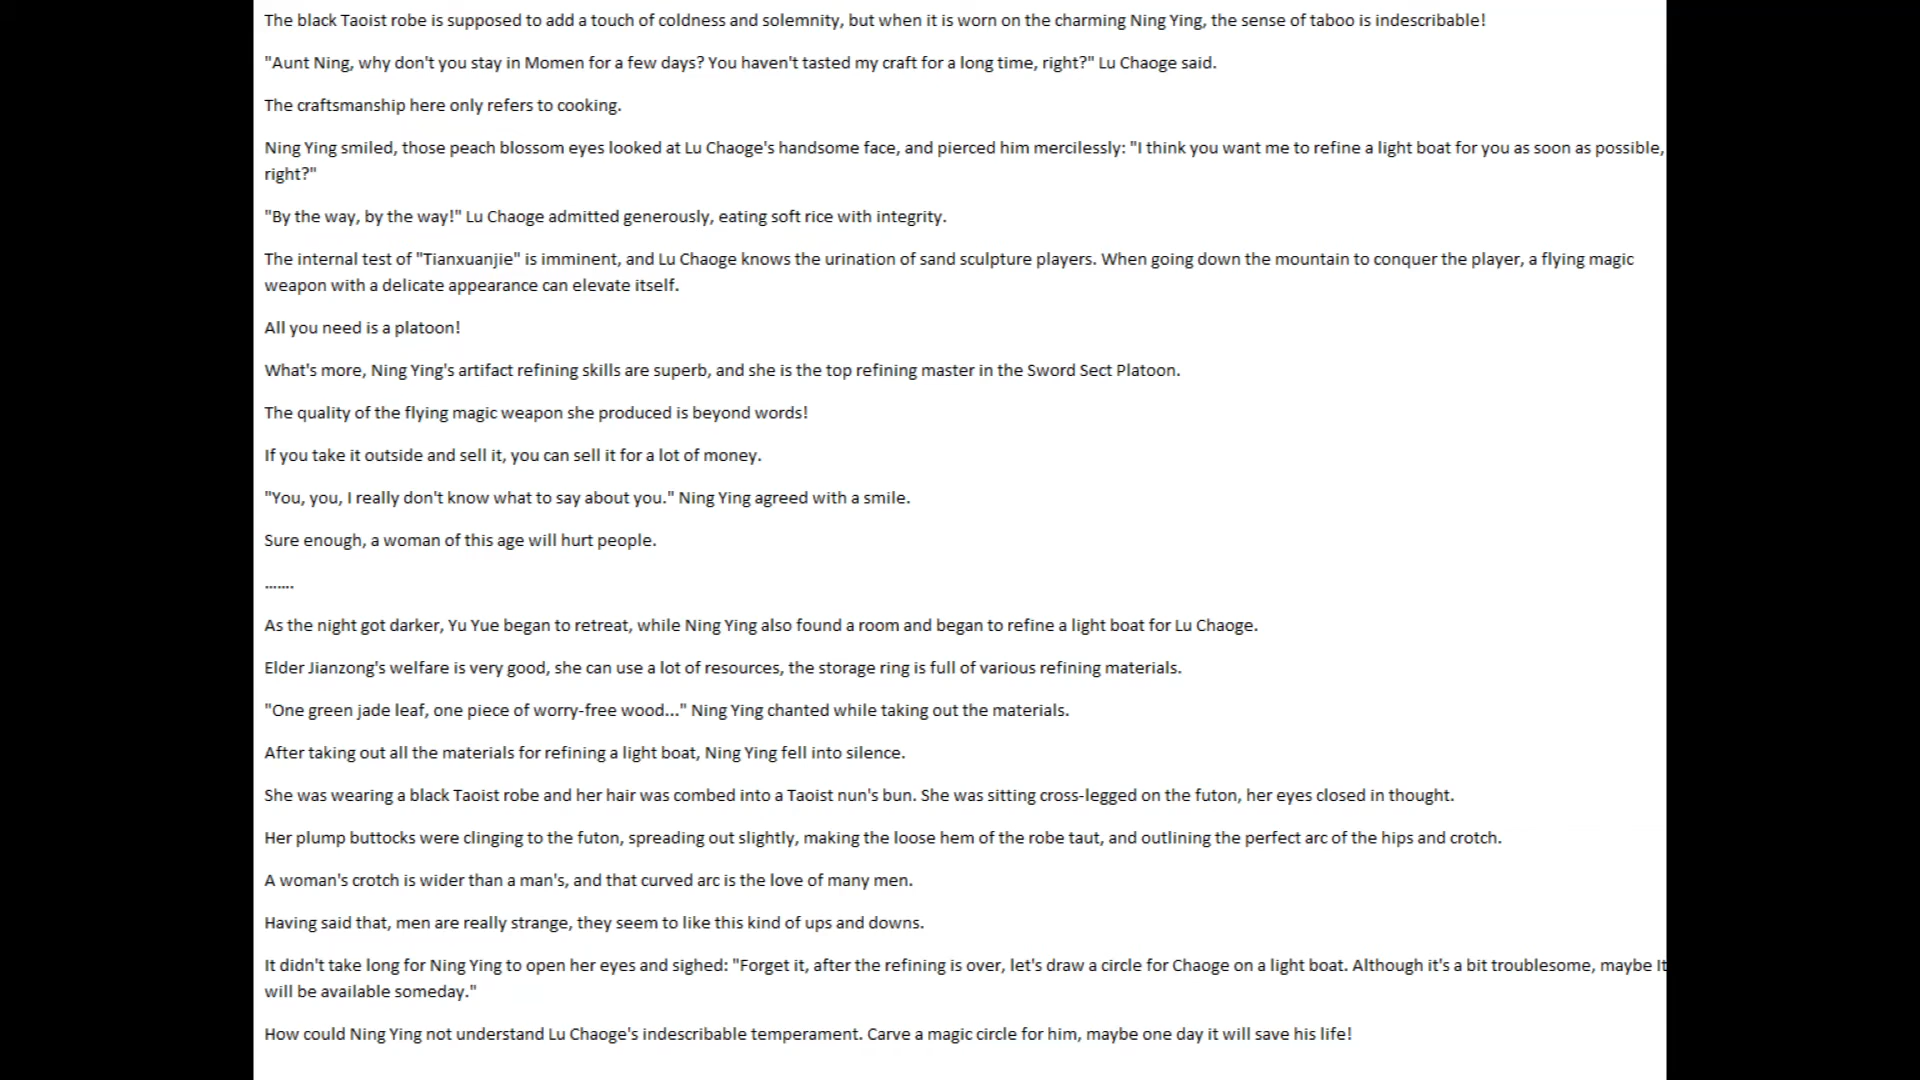 The black Taoist robe is supposed to add a touch of coldness and solemnity, but when it is worn on the charming Ning Ying, the sense of taboo is indescribable!
"Aunt Ning, why don't you stay in Momen for a few days? You haven't tasted my craft for a long time, right?" Lu Chaoge said.
The craftsmanship here only refers to cooking.
Ning Ying smiled, those peach blossom eyes looked at Lu Chaoge's handsome face, and pierced him mercilessly: "I think you want me to refine a light boat for you as soon as possible,
right?"
"By the way, by the way!" Lu Chaoge admitted generously, eating soft rice with integrity.
The internal test of "Tianxuanjie" is imminent, and Lu Chaoge knows the urination of sand sculpture players. When going down the mountain to conquer the player, a flying magic
weapon with a delicate appearance can elevate itself.
All you need is a platoon!
What's more, Ning Ying's artifact refining skills are superb, and she is the top refining master in the Sword Sect Platoon.
The quality of the flying magic weapon she produced is beyond words!
If you take it outside and sell it, you can sell it for a lot of money.
"You, you, I really don't know what to say about you." Ning Ying agreed with a smile.
Sure enough, a woman of this age will hurt people.
.......
As the night got darker, Yu Yue began to retreat, while Ning Ying also found a room and began to refine a light boat for Lu Chaoge.
Elder Jianzong's welfare is very good, she can use a lot of resources, the storage ring is full of various refining materials.
"One green jade leaf, one piece of worry-free wood..." Ning Ying chanted while taking out the materials.
After taking out all the materials for refining a light boat, Ning Ying fell into silence.
She was wearing a black Taoist robe and her hair was combed into a Taoist nun's bun. She was sitting cross-legged on the futon, her eyes closed in thought.
Her plump buttocks were clinging to the futon, spreading out slightly, making the loose hem of the robe taut, and outlining the perfect arc of the hips and crotch.
A woman's crotch is wider than a man's, and that curved arc is the love of many men.
Having said that, men are really strange, they seem to like this kind of ups and downs.
It didn't take long for Ning Ying to open her eyes and sighed: "Forget it, after the refining is over, let's draw a circle for Chaoge on a light boat. Although it's a bit troublesome, maybe It
will be available someday."
How could Ning Ying not understand Lu Chaoge's indescribable temperament. Carve a magic circle for him, maybe one day it will save his life!